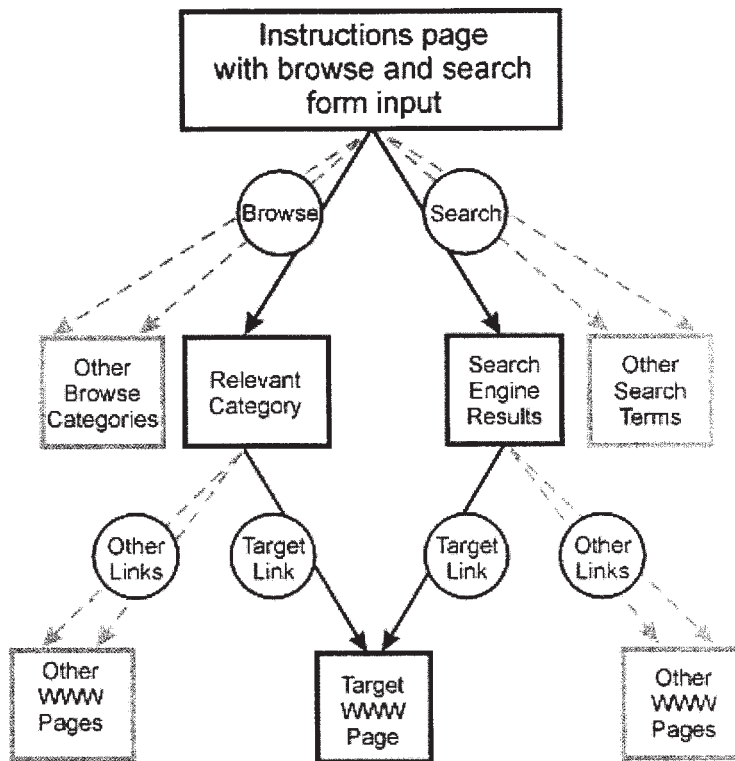 Instructions page
with browse and search
form input
Browse
Search
Other
Browse
Categories
Relevant
Category
Search
Engine
Results
Other
Search
Terms
Other
Links
Target
Link
Target
Link
Other
Links
Other
WWW
Pages
Target
WWW
Page
Other
WWW
Pages